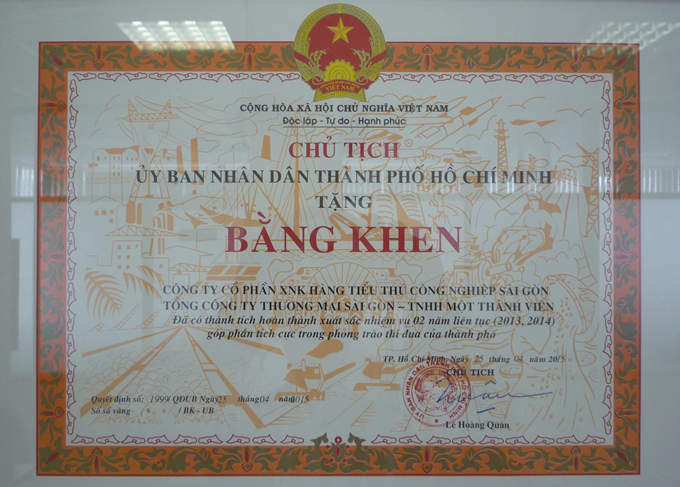 VIỆT NAM
CỘNG HÒA XÃ HỘI CHỦ NGHĨA VIỆT NAM
Độc lập - Tự do - Hạnh phúc
CHỦ TỊCH
ỦY BAN NHÂN DÂN THÀNH PHỐ HỒ CHÍ MINH
TẶNG
BẰNG KHEN
CÔNG TY CỔ PHẦN XNK HÀNG TIỂU THỦ CÔNG NGHIỆP SÀI GÒN
TỔNG CÔNG TY THƯƠNG MẠI SÀI GÒN – TNHH MỘT THÀNH VIÊN
Đã có thành tích hoàn thành xuất sắc nhiệm vụ 02 năm liên tục (2013, 2014)
góp phần tích cực trong phong trào thi đua của thành phố
TP. Hồ Chí Minh, Ngày 25 tháng 04 năm 2015
CHỦ TỊCH
Quyết định số: 1999/QĐUB Ngày 25 tháng 04 năm 2015
Số sổ vàng / BK - UB
Lê Hoàng Quân